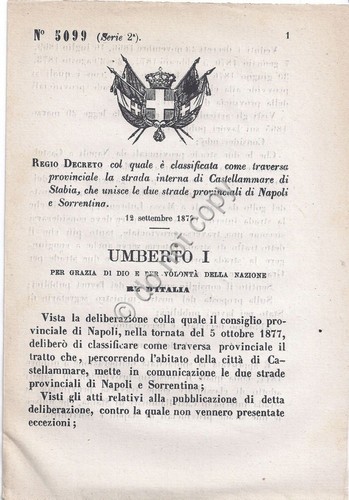 N° 5099 (Serie 2ª).
1
REGIO DECRETO col quale è classificata come traversa
provinciale la strada interna di Castellammare di
Stabia, che unisce le due strade provinciali di Napoli
e Sorrentina.
12 settembre 1879
UMBERTO I
PER GRAZIA DI DIO E PER VOLONTÀ DELLA NAZIONE
RE D'ITALIA
Vista la deliberazione colla quale il consiglio pro-
vinciale di Napoli, nella tornata del 5 ottobre 1877,
deliberò di classificare come traversa provinciale il
tratto che, percorrendo l'abitato della città di Ca-
stellammare, mette in comunicazione le due strade
provinciali di Napoli e Sorrentina;
Visti gli atti relativi alla pubblicazione di detta
deliberazione, contro la quale non vennero presentate
eccezioni;
do not copy